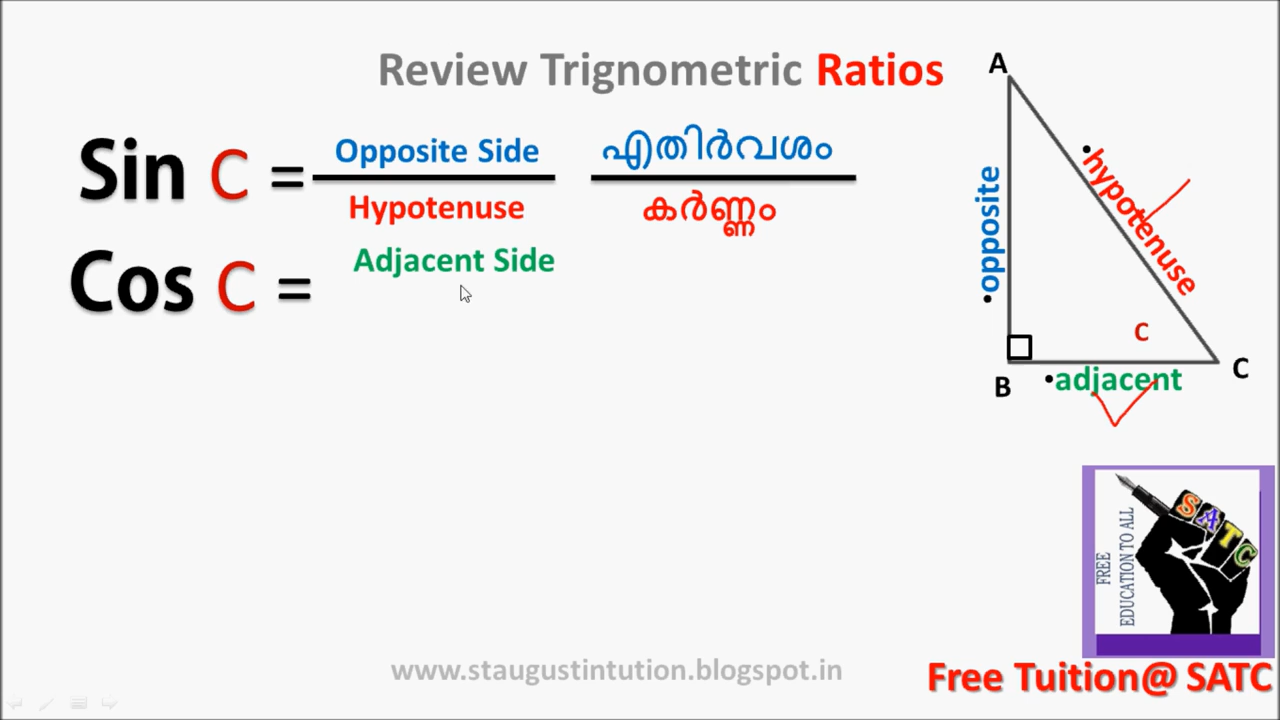 Review Trignometric Ratios
Sin C = Opposite Side എതിർവശം
Hypotenuse കർണ്ണം
Cos C = Adjacent Side
A
•opposite
•hypotenuse
C
B
•adjacent
C
FREE
EDUCATION TO ALL
SATC
www.staugustintution.blogspot.in
Free Tuition@ SATC